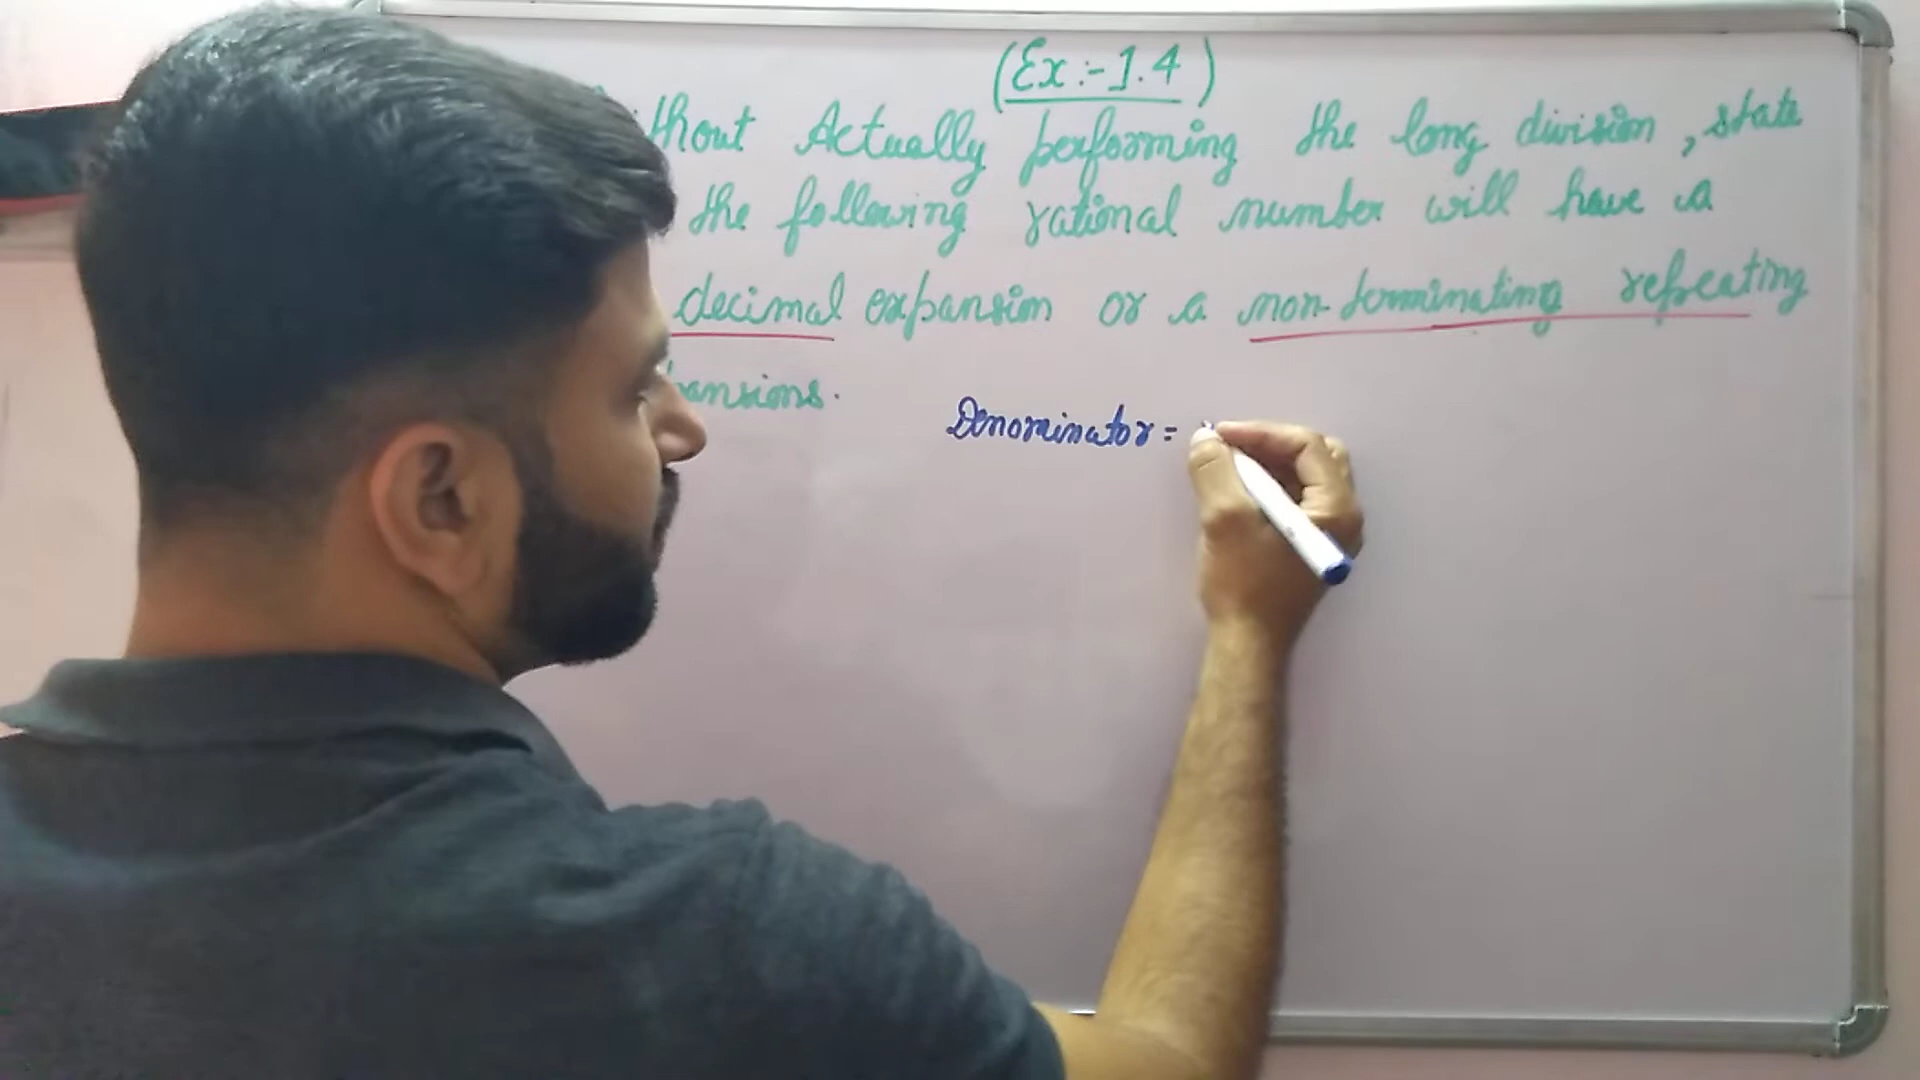 (Ex:-1.4)
thout Actually performing the long division, state
the following rational number will have a
decimal expansion or a non-terminating repeating
pansions.
Denominator =